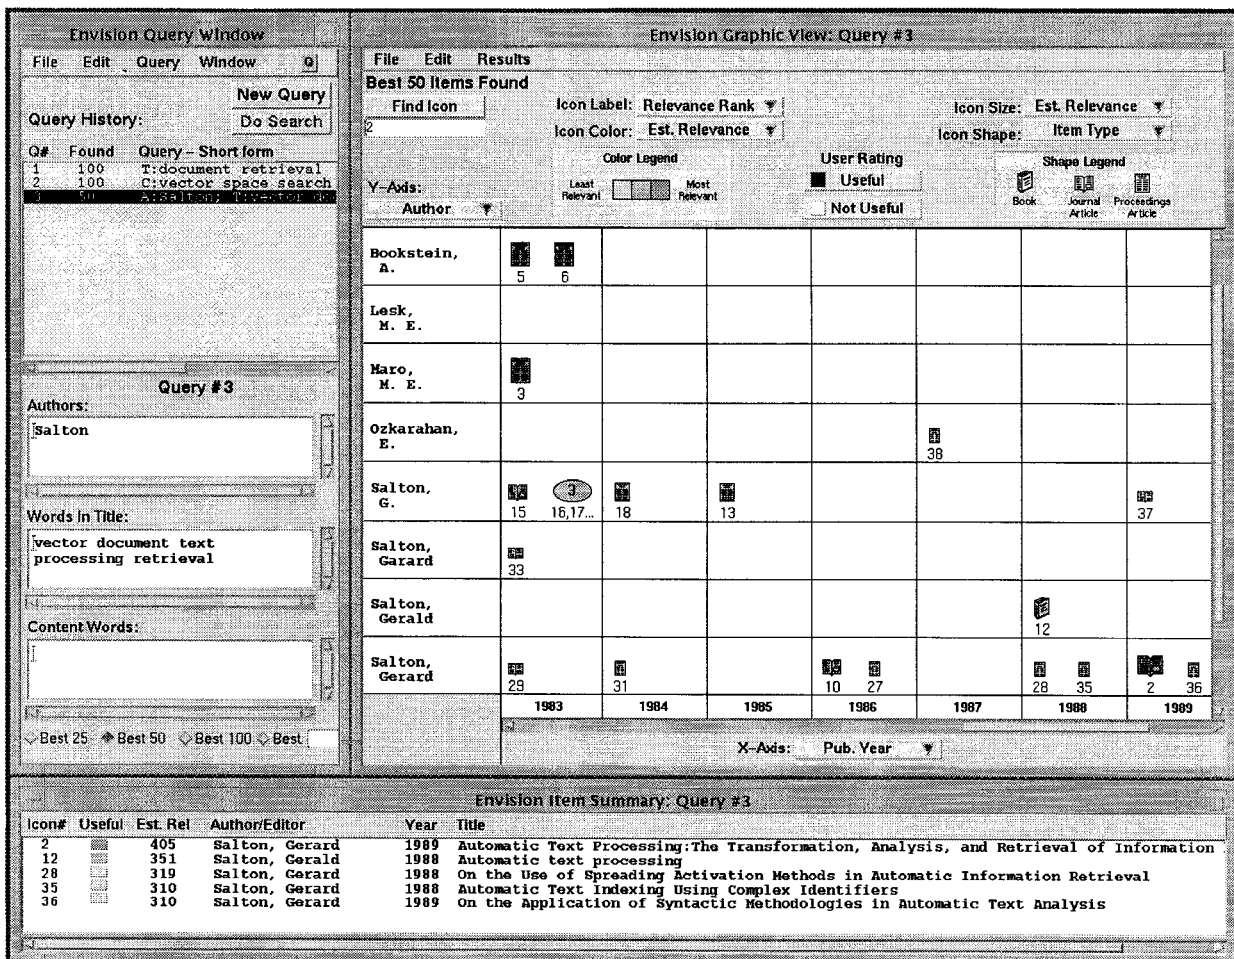 Envision Query Window
File Edit Query Window Q
New Query
Query History: Do Search
Q# Found Query – Short form
1 100 T:document retrieval
2 100 C:vector space search
3 50 A:Salton; T:vector do
Query #3
Authors:
Salton
Words in Title:
vector document text
processing retrieval
Content Words:
Best 25 Best 50 Best 100 Best
Envision Graphic View: Query #3
File Edit Results
Best 50 Items Found
Find Icon
2
Icon Label: Relevance Rank
Icon Size: Est. Relevance
Icon Color: Est. Relevance
Icon Shape: Item Type
Color Legend
Least Relevant
Most Relevant
User Rating
Useful
Not Useful
Shape Legend
Book
Journal Article
Proceedings Article
Y-Axis:
Author
Bookstein,
A.
5 6
Lesk,
M. E.
Maro,
M. E.
3
Ozkarahan,
E.
38
Salton,
G.
3
15 16,17... 18 13 37
Salton,
Garard
33
Salton,
Gerald
12
Salton,
Gerard
29 31 10 27 28 35 2 36
1983 1984 1985 1986 1987 1988 1989
X-Axis: Pub. Year
Envision Item Summary: Query #3
Icon# Useful Est. Rel Author/Editor Year Title
2 405 Salton, Gerard 1989 Automatic Text Processing:The Transformation, Analysis, and Retrieval of Information
12 351 Salton, Gerald 1988 Automatic text processing
28 319 Salton, Gerard 1988 On the Use of Spreading Activation Methods in Automatic Information Retrieval
35 310 Salton, Gerard 1988 Automatic Text Indexing Using Complex Identifiers
36 310 Salton, Gerard 1989 On the Application of Syntactic Methodologies in Automatic Text Analysis